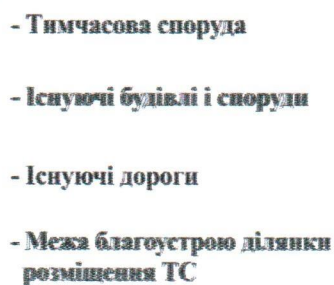 - Тимчасова споруда
- Існуючі будівлі і споруди
- Існуючі дороги
- Межа благоустрою ділянки
розміщення ТС